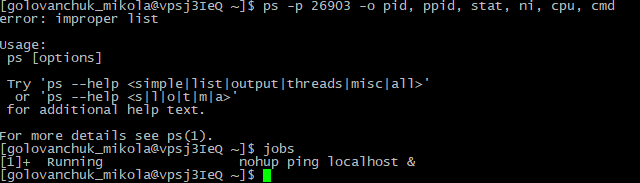 [golovanchuk_mikola@vpsj3IeQ ~]$ ps -p 26903 -o pid, ppid, stat, ni, cpu, cmd
error: improper list
Usage:
ps [options]
Try 'ps --help <simple|list|output|threads|misc|all>'
or 'ps --help <s|l|o|t|m|a>'
for additional help text.
For more details see ps(1).
[golovanchuk_mikola@vpsj3IeQ ~]$ jobs
[1]+  Running                 nohup ping localhost &
[golovanchuk_mikola@vpsj3IeQ ~]$